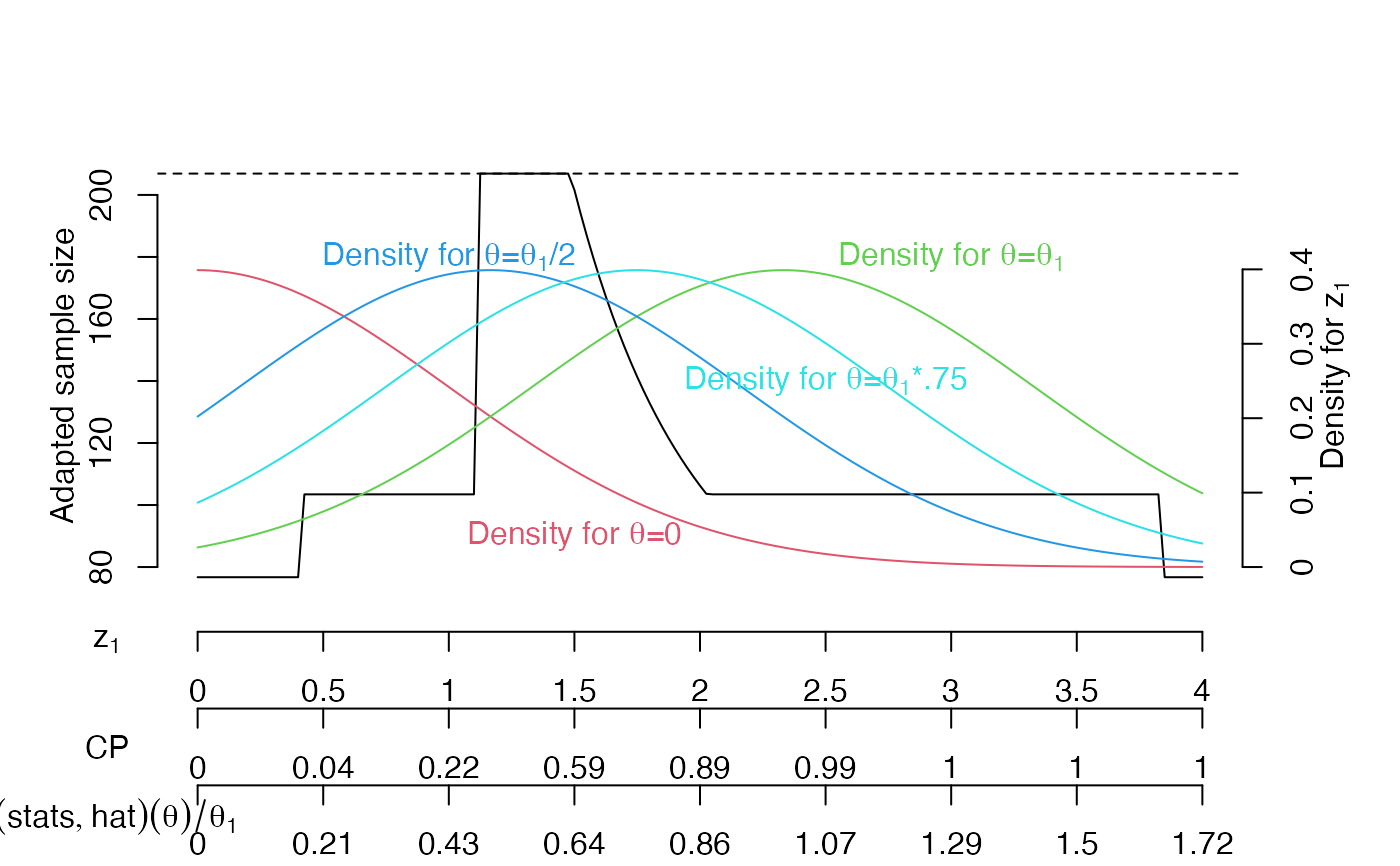 Adapted sample size
200
160
120
80
Density for θ=θ₁/2
Density for θ=θ₁
Density for θ=θ₁*.75
Density for θ=0
0.4
0.3
0.2
0.1
0
Density for z₁
z₁
0 0.5 1 1.5 2 2.5 3 3.5 4
CP
0 0.04 0.22 0.59 0.89 0.99 1 1 1
(stats, hat)(θ)/θ₁
0 0.21 0.43 0.64 0.86 1.07 1.29 1.5 1.72